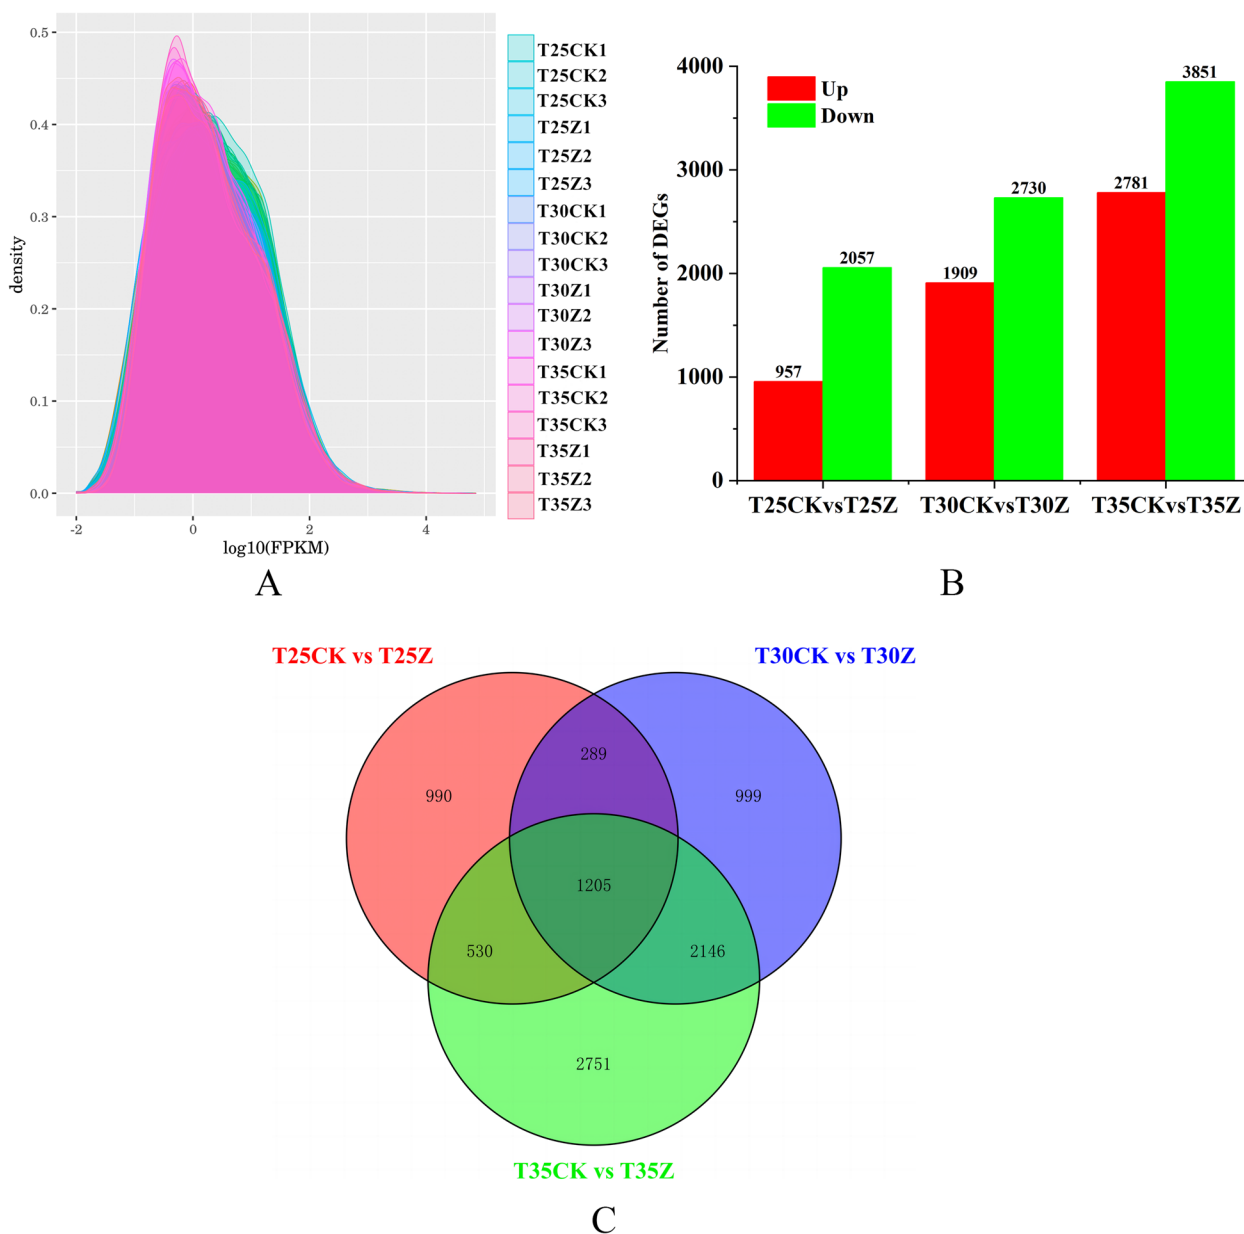 0.5
0.4
0.3
0.2
0.1
0.0
density
-2
0
2
4
log10(FPKM)
T25CK1
T25CK2
T25CK3
T25Z1
T25Z2
T25Z3
T30CK1
T30CK2
T30CK3
T30Z1
T30Z2
T30Z3
T35CK1
T35CK2
T35CK3
T35Z1
T35Z2
T35Z3
A
Up
Down
Number of DEGs
4000
3000
2000
1000
0
957
2057
1909
2730
2781
3851
T25CKvsT25Z
T30CKvsT30Z
T35CKvsT35Z
B
T25CK vs T25Z
T30CK vs T30Z
289
990
999
1205
530
2146
2751
T35CK vs T35Z
C